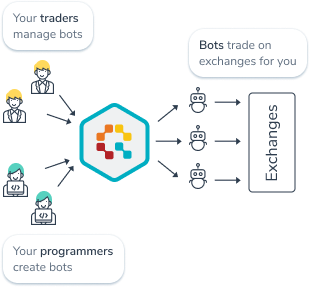 Your traders
manage bots
Bots trade on
exchanges for you
Exchanges
Your programmers
create bots